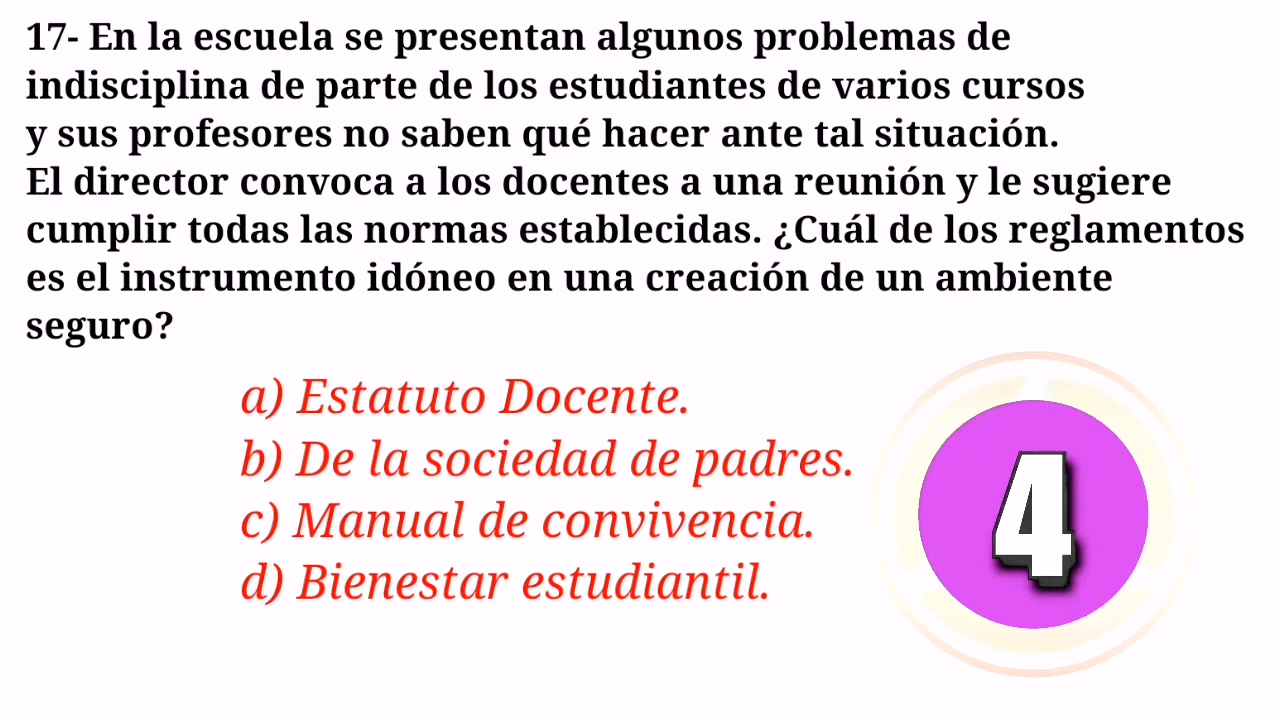 17- En la escuela se presentan algunos problemas de
indisciplina de parte de los estudiantes de varios cursos
y sus profesores no saben qué hacer ante tal situación.
El director convoca a los docentes a una reunión y le sugiere
cumplir todas las normas establecidas. ¿Cuál de los reglamentos
es el instrumento idóneo en una creación de un ambiente
seguro?
a) Estatuto Docente.
b) De la sociedad de padres.
c) Manual de convivencia.
d) Bienestar estudiantil.
4